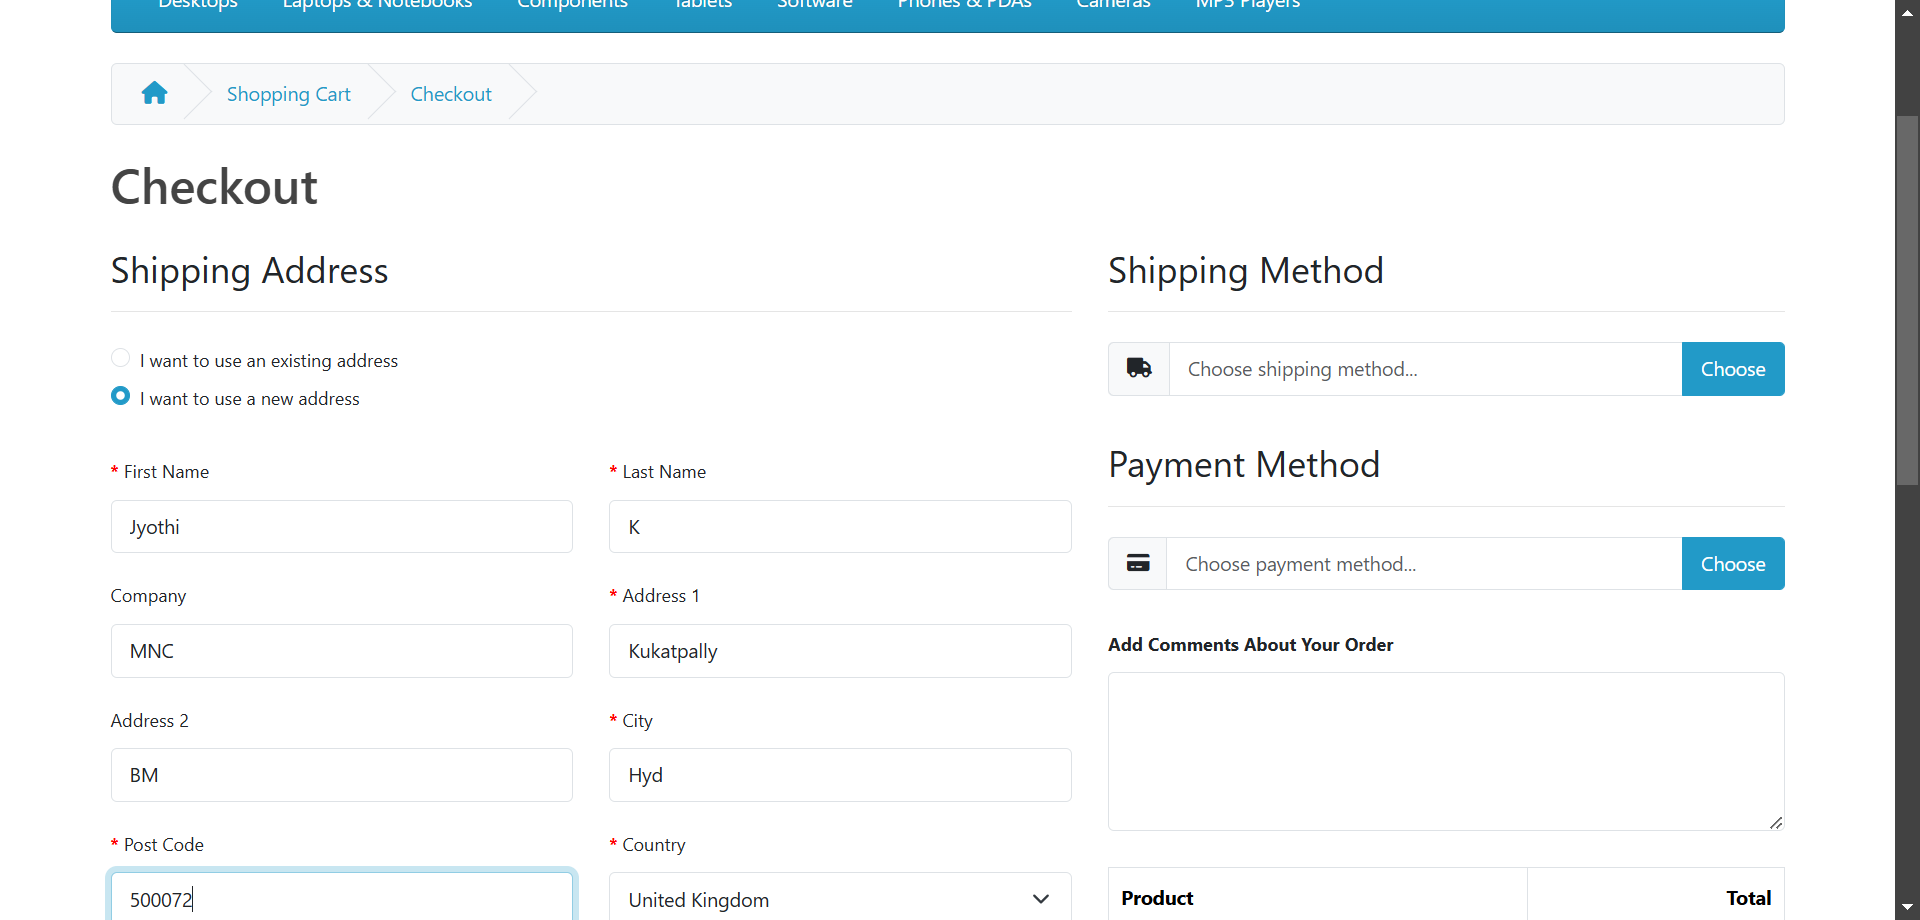 Desktops Laptops & Notebooks Components Tablets Software Phones & PDAs Cameras MP3 Players
Shopping Cart Checkout
Checkout
Shipping Address
I want to use an existing address
I want to use a new address
* First Name * Last Name
Jyothi K
Company * Address 1
MNC Kukatpally
Address 2 * City
BM Hyd
* Post Code * Country
500072 United Kingdom
Shipping Method
Choose shipping method... Choose
Payment Method
Choose payment method... Choose
Add Comments About Your Order
Product Total